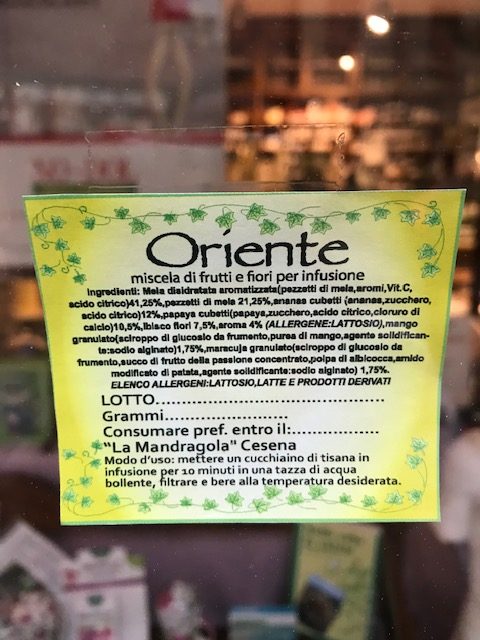 Oriente
miscela di frutti e fiori per infusione
Ingredienti: Mela disidratata aromatizzata(pezzetti di mela,aromi,Vit.C,
acido citrico)41,25%,pezzetti di mela 21,25%,ananas cubetti (ananas,zucchero,
acido citrico)12%,papaya cubetti(papaya,zucchero,acido citrico,cloruro di
calcio)10,5%,ibisco fiori 7,5%,aroma 4% (ALLERGENE:LATTOSIO),mango
granulato(sciroppo di glucosio da frumento,purea di mango,agente solidifican-
te:sodio alginato)1,75%,maracuja granulato(sciroppo di glucosio da
frumento,succo di frutto della passione concentrato,polpa di albicocca,amido
modificato di patata,agente solidificante:sodio alginato) 1,75%.
ELENCO ALLERGENI:LATTOSIO,LATTE E PRODOTTI DERIVATI
LOTTO....................................
Grammi.......................
Consumare pref. entro il:................
"La Mandragola" Cesena
Modo d'uso: mettere un cucchiaino di tisana in
infusione per 10 minuti in una tazza di acqua
bollente, filtrare e bere alla temperatura desiderata.